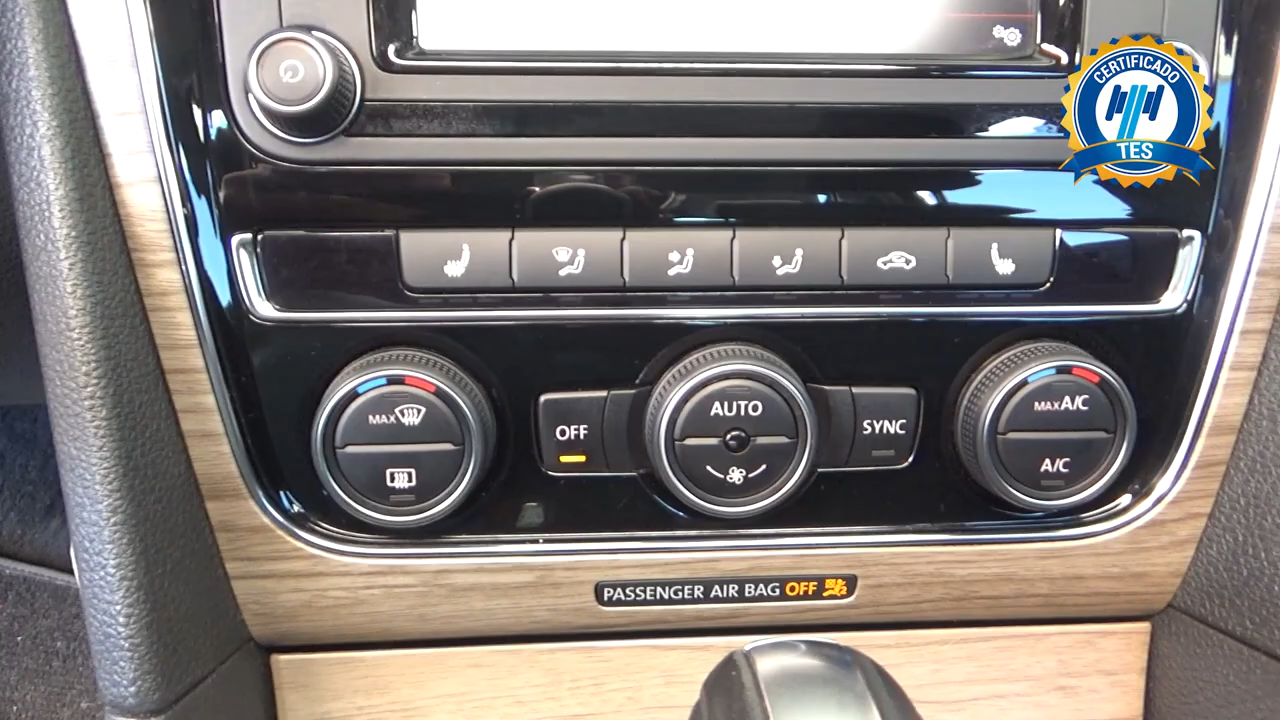 CERTIFICADO
TES
MAX
OFF
AUTO
SYNC
MAX A/C
A/C
PASSENGER AIR BAG OFF